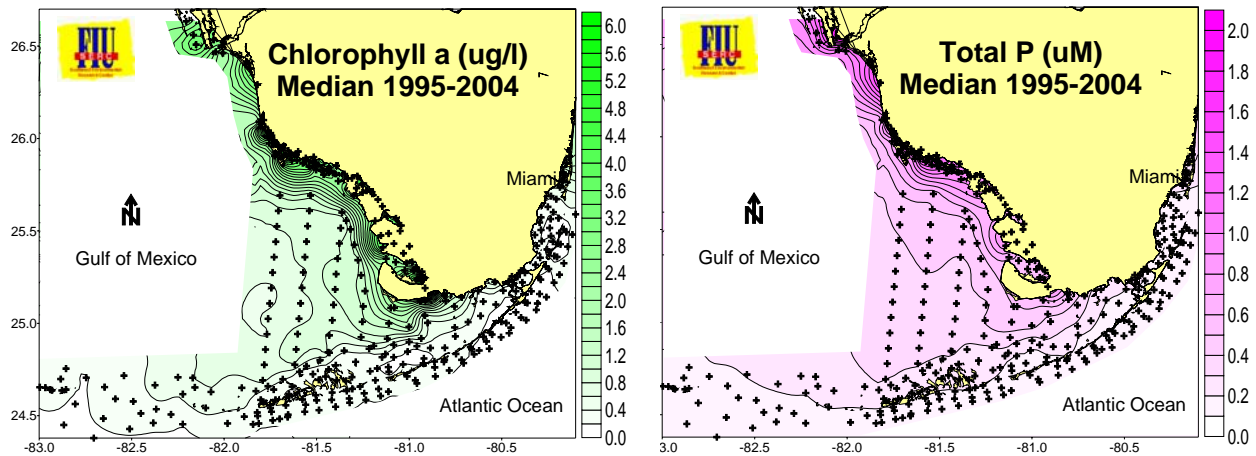 FIU
SERC
Chlorophyll a (ug/l)
Median 1995-2004
Miami
N
Gulf of Mexico
Atlantic Ocean
26.5
26.0
25.5
25.0
24.5
-83.0
-82.5
-82.0
-81.5
-81.0
-80.5
6.0
5.6
5.2
4.8
4.4
4.0
3.6
3.2
2.8
2.4
2.0
1.6
1.2
0.8
0.4
0.0
FIU
SERC
Total P (uM)
Median 1995-2004
Miami
N
Gulf of Mexico
Atlantic Ocean
-82.5
-82.0
-81.5
-81.0
-80.5
2.0
1.8
1.6
1.4
1.2
1.0
0.8
0.6
0.4
0.2
0.0